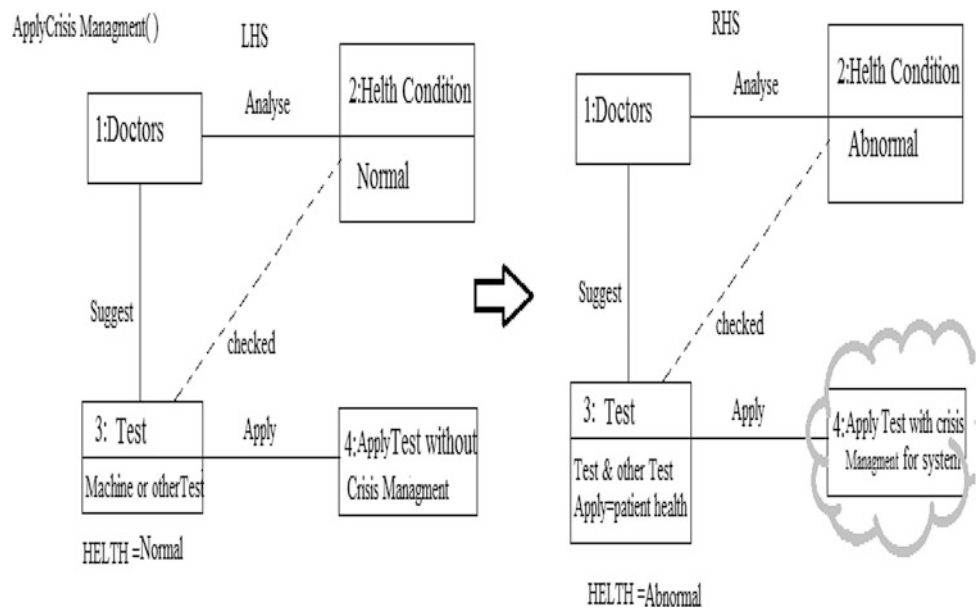 ApplyCrisis Managment( )
LHS
1:Doctors
Analyse
2:Helth Condition
Normal
Suggest
checked
3: Test
Machine or otherTest
Apply
4:ApplyTest without
Crisis Managment
HELTH =Normal
RHS
1:Doctors
Analyse
2:Helth Condition
Abnormal
Suggest
checked
3: Test
Test & other Test
Apply=patient health
Apply
4:Apply Test with crisis
Managment for system
HELTH =Abnormal